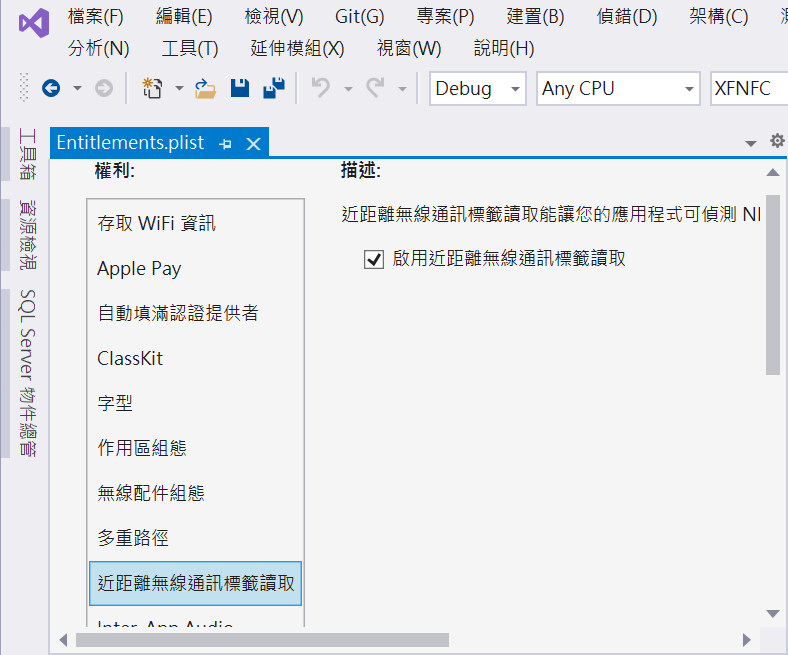 檔案(F) 編輯(E) 檢視(V) Git(G) 專案(P) 建置(B) 偵錯(D) 架構(C)
分析(N) 工具(T) 延伸模組(X) 視窗(W) 說明(H)
Debug Any CPU XFNFC
工具箱
資源檢視
SQL Server 物件總管
Entitlements.plist
權利:
存取 WiFi 資訊
Apple Pay
自動填滿認證提供者
ClassKit
字型
作用區組態
無線配件組態
多重路徑
近距離無線通訊標籤讀取
Inter-App Audio
描述:
近距離無線通訊標籤讀取能讓您的應用程式可偵測
啟用近距離無線通訊標籤讀取